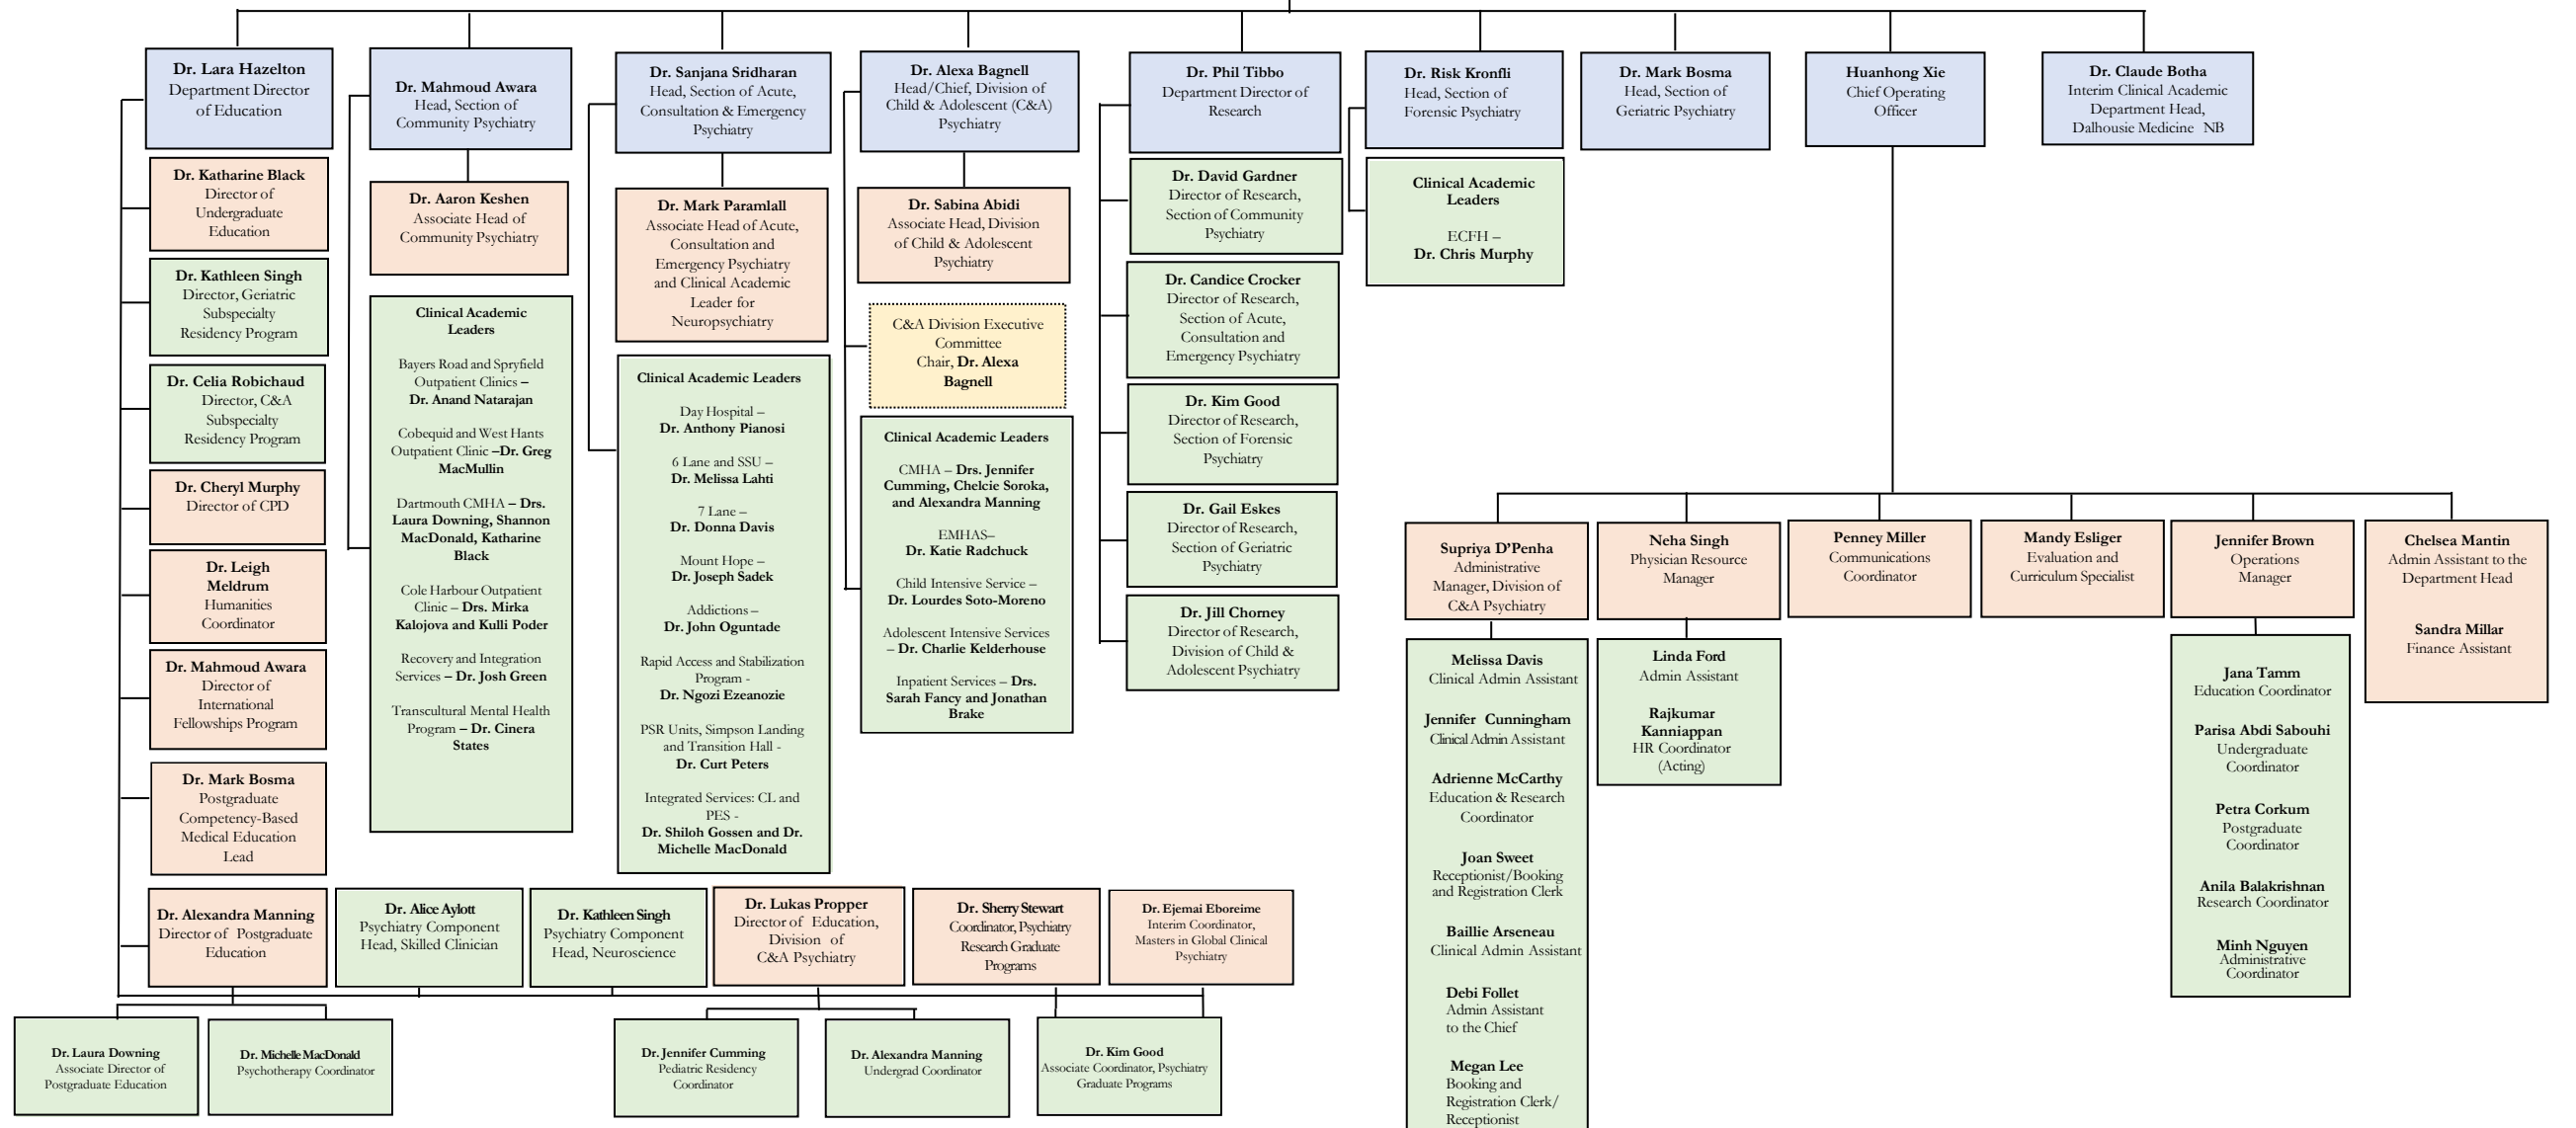 Dr. Lara Hazelton
Department Director
of Education
Dr. Mahmoud Awara
Head, Section of
Community Psychiatry
Dr. Sanjana Sridharan
Head, Section of Acute,
Consultation & Emergency
Psychiatry
Dr. Alexa Bagnell
Head/Chief, Division of
Child & Adolescent (C&A)
Psychiatry
Dr. Phil Tibbo
Department Director of
Research
Dr. Risk Kronfli
Head, Section of
Forensic Psychiatry
Dr. Mark Bosma
Head, Section of
Geriatric Psychiatry
Huanhong Xie
Chief Operating
Officer
Dr. Claude Botha
Interim Clinical Academic
Department Head,
Dalhousie Medicine NB
Dr. Katharine Black
Director of
Undergraduate
Education
Dr. Kathleen Singh
Director, Geriatric
Subspecialty
Residency Program
Dr. Celia Robichaud
Director, C&A
Subspecialty
Residency Program
Dr. Cheryl Murphy
Director of CPD
Dr. Leigh
Meldrum
Humanities
Coordinator
Dr. Mahmoud Awara
Director of
International
Fellowships Program
Dr. Mark Bosma
Postgraduate
Competency-Based
Medical Education
Lead
Dr. Aaron Keshen
Associate Head of
Community Psychiatry
Clinical Academic
Leaders
Bayers Road and Spryfield
Outpatient Clinics –
Dr. Anand Natarajan
Cobequid and West Hants
Outpatient Clinic –Dr. Greg
MacMullin
Dartmouth CMHA – Drs.
Laura Downing, Shannon
MacDonald, Katharine
Black
Cole Harbour Outpatient
Clinic – Drs. Mirka
Kalojova and Kulli Poder
Recovery and Integration
Services – Dr. Josh Green
Transcultural Mental Health
Program – Dr. Cinera
States
Dr. Mark Paramlall
Associate Head of Acute,
Consultation and
Emergency Psychiatry
and Clinical Academic
Leader for
Neuropsychiatry
Clinical Academic Leaders
Day Hospital –
Dr. Anthony Pianosi
6 Lane and SSU –
Dr. Melissa Lahti
7 Lane –
Dr. Donna Davis
Mount Hope –
Dr. Joseph Sadek
Addictions –
Dr. John Oguntade
Rapid Access and Stabilization
Program -
Dr. Ngozi Ezeanozie
PSR Units, Simpson Landing
and Transition Hall -
Dr. Curt Peters
Integrated Services: CL and
PES -
Dr. Shiloh Gossen and Dr.
Michelle MacDonald
Dr. Sabina Abidi
Associate Head, Division
of Child & Adolescent
Psychiatry
C&A Division Executive
Committee
Chair, Dr. Alexa
Bagnell
Clinical Academic Leaders
CMHA – Drs. Jennifer
Cumming, Chelcie Soroka,
and Alexandra Manning
EMHAS–
Dr. Katie Radchuck
Child Intensive Service –
Dr. Lourdes Soto-Moreno
Adolescent Intensive Services
– Dr. Charlie Kelderhouse
Inpatient Services – Drs.
Sarah Fancy and Jonathan
Brake
Dr. David Gardner
Director of Research,
Section of Community
Psychiatry
Dr. Candice Crocker
Director of Research,
Section of Acute,
Consultation and
Emergency Psychiatry
Dr. Kim Good
Director of Research,
Section of Forensic
Psychiatry
Dr. Gail Eskes
Director of Research,
Section of Geriatric
Psychiatry
Dr. Jill Chorney
Director of Research,
Division of Child &
Adolescent Psychiatry
Clinical Academic
Leaders
ECFH –
Dr. Chris Murphy
Supriya D'Penha
Administrative
Manager, Division of
C&A Psychiatry
Neha Singh
Physician Resource
Manager
Penney Miller
Communications
Coordinator
Mandy Esliger
Evaluation and
Curriculum Specialist
Jennifer Brown
Operations
Manager
Chelsea Mantin
Admin Assistant to the
Department Head
Sandra Millar
Finance Assistant
Melissa Davis
Clinical Admin Assistant
Jennifer Cunningham
Clinical Admin Assistant
Adrienne McCarthy
Education & Research
Coordinator
Joan Sweet
Receptionist/Booking
and Registration Clerk
Baillie Arseneau
Clinical Admin Assistant
Debi Follet
Admin Assistant
to the Chief
Megan Lee
Booking and
Registration Clerk/
Receptionist
Linda Ford
Admin Assistant
Rajkumar
Kanniappan
HR Coordinator
(Acting)
Jana Tamm
Education Coordinator
Parisa Abdi Sabouhi
Undergraduate
Coordinator
Petra Corkum
Postgraduate
Coordinator
Anila Balakrishnan
Research Coordinator
Minh Nguyen
Administrative
Coordinator
Dr. Alexandra Manning
Director of Postgraduate
Education
Dr. Alice Aylott
Psychiatry Component
Head, Skilled Clinician
Dr. Kathleen Singh
Psychiatry Component
Head, Neuroscience
Dr. Lukas Propper
Director of Education,
Division of
C&A Psychiatry
Dr. Sherry Stewart
Coordinator, Psychiatry
Research Graduate
Programs
Dr. Ejemai Eboreime
Interim Coordinator,
Masters in Global Clinical
Psychiatry
Dr. Laura Downing
Associate Director of
Postgraduate Education
Dr. Michelle MacDonald
Psychotherapy Coordinator
Dr. Jennifer Cumming
Pediatric Residency
Coordinator
Dr. Alexandra Manning
Undergrad Coordinator
Dr. Kim Good
Associate Coordinator, Psychiatry
Graduate Programs